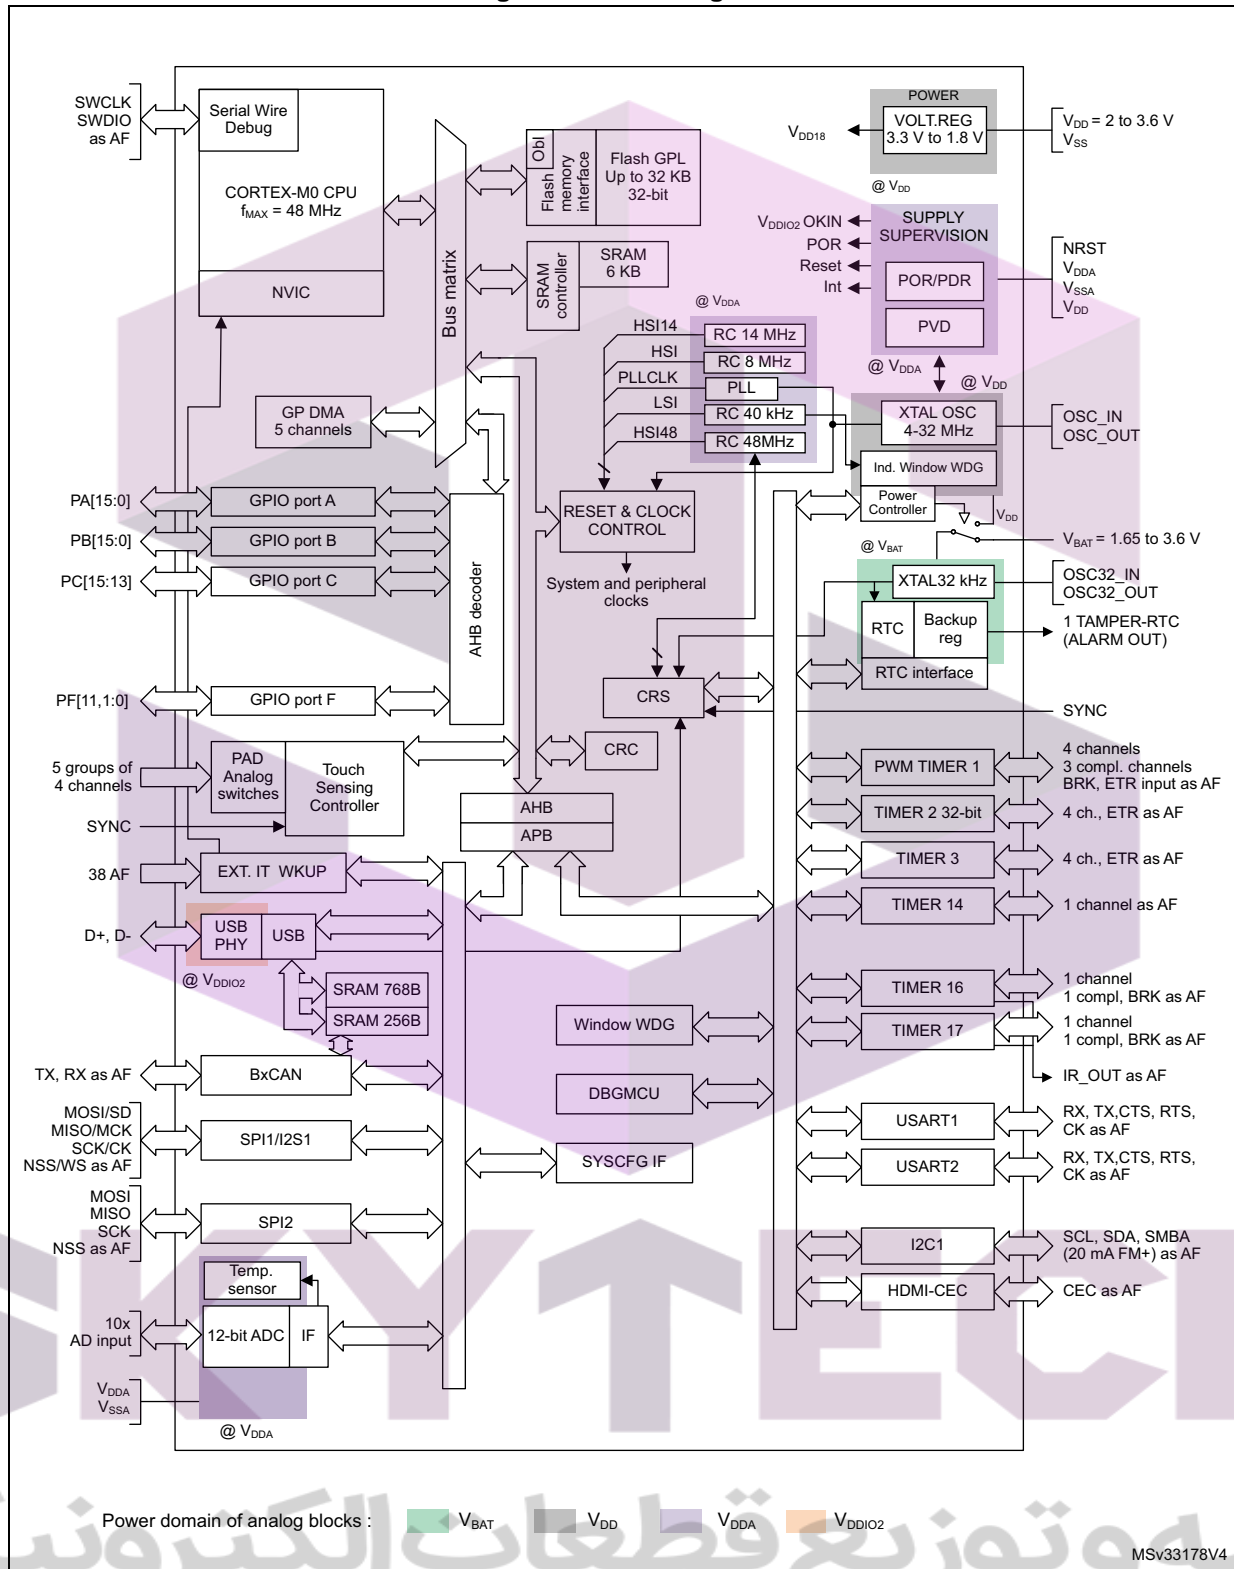 SWCLK
SWDIO
as AF
Serial Wire
Debug
CORTEX-M0 CPU
fMAX = 48 MHz
NVIC
Bus matrix
Obl
Flash
memory
interface
Flash GPL
Up to 32 KB
32-bit
SRAM
controller
SRAM
6 KB
POWER
VOLT.REG
3.3 V to 1.8 V
VDD18
VDD = 2 to 3.6 V
VSS
@ VDD
SUPPLY
SUPERVISION
VDDIO2 OKIN
POR
Reset
Int
POR/PDR
PVD
NRST
VDDA
VSSA
VDD
@ VDDA
HSI14
RC 14 MHz
HSI
RC 8 MHz
PLLCLK
PLL
LSI
RC 40 kHz
HSI48
RC 48MHz
@ VDDA
@ VDD
XTAL OSC
4-32 MHz
OSC_IN
OSC_OUT
Ind. Window WDG
Power
Controller
VDD
VBAT = 1.65 to 3.6 V
@ VBAT
XTAL32 kHz
OSC32_IN
OSC32_OUT
RTC
Backup
reg
1 TAMPER-RTC
(ALARM OUT)
RTC interface
GP DMA
5 channels
PA[15:0]
GPIO port A
PB[15:0]
GPIO port B
PC[15:13]
GPIO port C
PF[11,1:0]
GPIO port F
AHB decoder
RESET & CLOCK
CONTROL
System and peripheral
clocks
CRS
SYNC
CRC
5 groups of
4 channels
PAD
Analog
switches
Touch
Sensing
Controller
SYNC
AHB
APB
38 AF
EXT. IT WKUP
D+, D-
USB
PHY
USB
@ VDDIO2
SRAM 768B
SRAM 256B
TX, RX as AF
BxCAN
MOSI/SD
MISO/MCK
SCK/CK
NSS/WS as AF
SPI1/I2S1
MOSI
MISO
SCK
NSS as AF
SPI2
Temp.
sensor
10x
AD input
12-bit ADC
IF
VDDA
VSSA
@ VDDA
Window WDG
DBGMCU
SYSCFG IF
PWM TIMER 1
4 channels
3 compl. channels
BRK, ETR input as AF
TIMER 2 32-bit
4 ch., ETR as AF
TIMER 3
4 ch., ETR as AF
TIMER 14
1 channel as AF
TIMER 16
1 channel
1 compl, BRK as AF
TIMER 17
1 channel
1 compl, BRK as AF
IR_OUT as AF
USART1
RX, TX,CTS, RTS,
CK as AF
USART2
RX, TX,CTS, RTS,
CK as AF
I2C1
SCL, SDA, SMBA
(20 mA FM+) as AF
HDMI-CEC
CEC as AF
SKYTECH
Power domain of analog blocks :
VBAT
VDD
VDDA
VDDIO2
توزیع قطعات
MSv33178V4